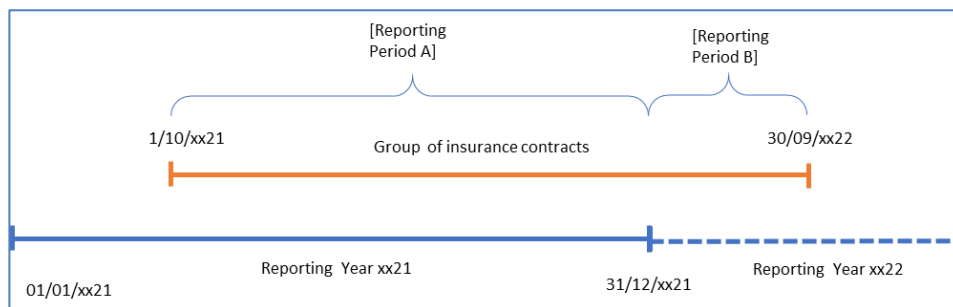 [Reporting
Period A]
[Reporting
Period B]
1/10/xx21
Group of insurance contracts
30/09/xx22
Reporting Year xx21
31/12/xx21
Reporting Year xx22
01/01/xx21